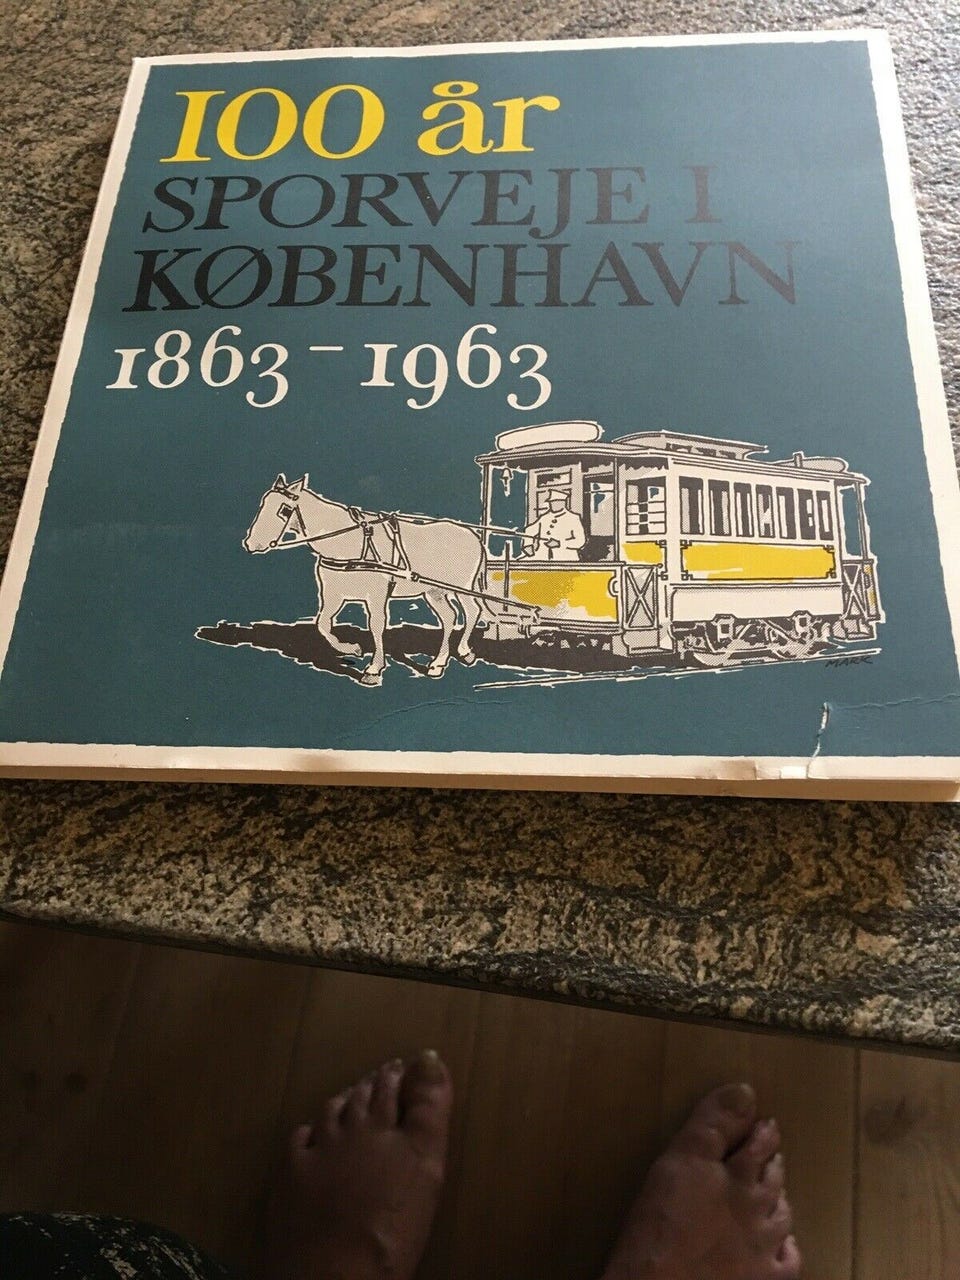 100 år
SPORVEJE I
KØBENHAVN
1863 - 1963
MARK